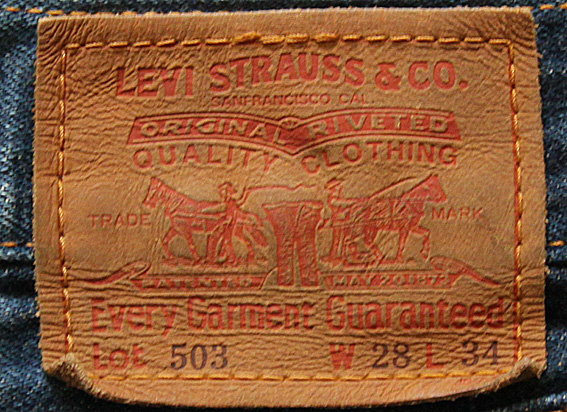 LEVI STRAUSS & CO.
SANFRANCISCO CAL.
ORIGINAL RIVETED
QUALITY CLOTHING
TRADE MARK
Every Garment Guaranteed
Lot 503 W 28 L 34